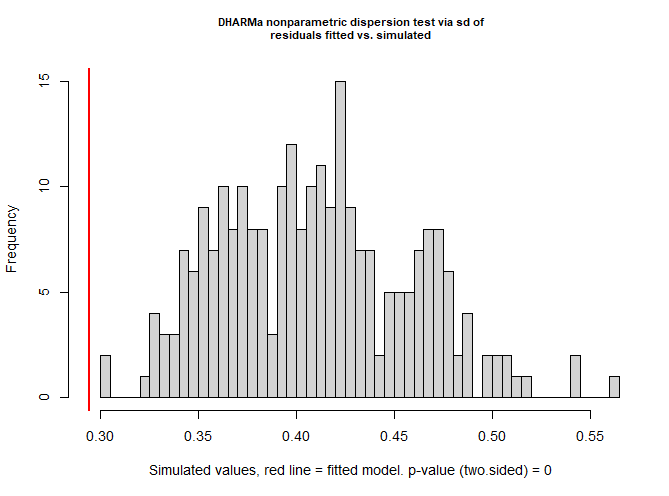 DHARMa nonparametric dispersion test via sd of
residuals fitted vs. simulated
15
10
5
0
Frequency
0.30 0.35 0.40 0.45 0.50 0.55
Simulated values, red line = fitted model. p-value (two.sided) = 0